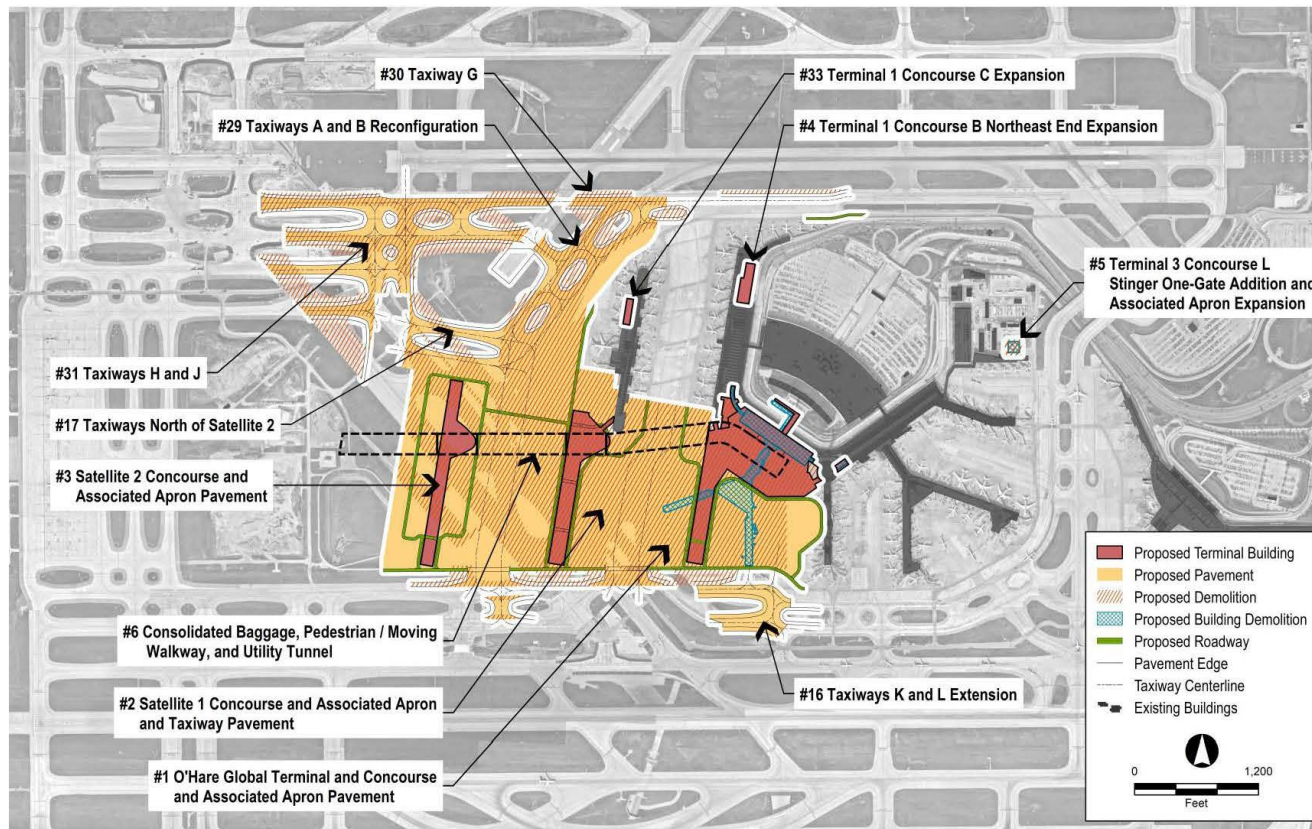 #30 Taxiway G
#33 Terminal 1 Concourse C Expansion
#29 Taxiways A and B Reconfiguration
#4 Terminal 1 Concourse B Northeast End Expansion
#5 Terminal 3 Concourse L
Stinger One-Gate Addition and
Associated Apron Expansion
#31 Taxiways H and J
#17 Taxiways North of Satellite 2
#3 Satellite 2 Concourse and
Associated Apron Pavement
#6 Consolidated Baggage, Pedestrian / Moving
Walkway, and Utility Tunnel
#2 Satellite 1 Concourse and Associated Apron
and Taxiway Pavement
#1 O'Hare Global Terminal and Concourse
and Associated Apron Pavement
#16 Taxiways K and L Extension
Proposed Terminal Building
Proposed Pavement
Proposed Demolition
Proposed Building Demolition
Proposed Roadway
Pavement Edge
Taxiway Centerline
Existing Buildings
0 1,200
Feet